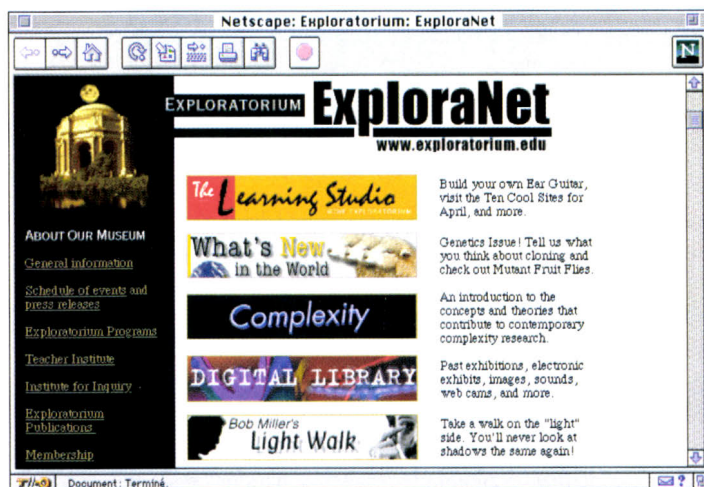 Netscape: Exploratorium: ExploraNet
N
EXPLORATORIUM ExploraNet
www.exploratorium.edu
ABOUT OUR MUSEUM
General information
Schedule of events and
press releases
Exploratorium Programs
Teacher Institute
Institute for Inquiry
Exploratorium
Publications
Membership
The Learning Studio
Build your own Ear Guitar,
visit the Ten Cool Sites for
April, and more.
What's New
in the World
Genetics Issue! Tell us what
you think about cloning and
check out Mutant Fruit Flies.
Complexity
An introduction to the
concepts and theories that
contribute to contemporary
complexity research.
DIGITAL LIBRARY
Past exhibitions, electronic
exhibits, images, sounds,
web cams, and more.
Bob Miller's
Light Walk
Take a walk on the "light"
side. You'll never look at
shadows the same again!
Document: Terminé.
?